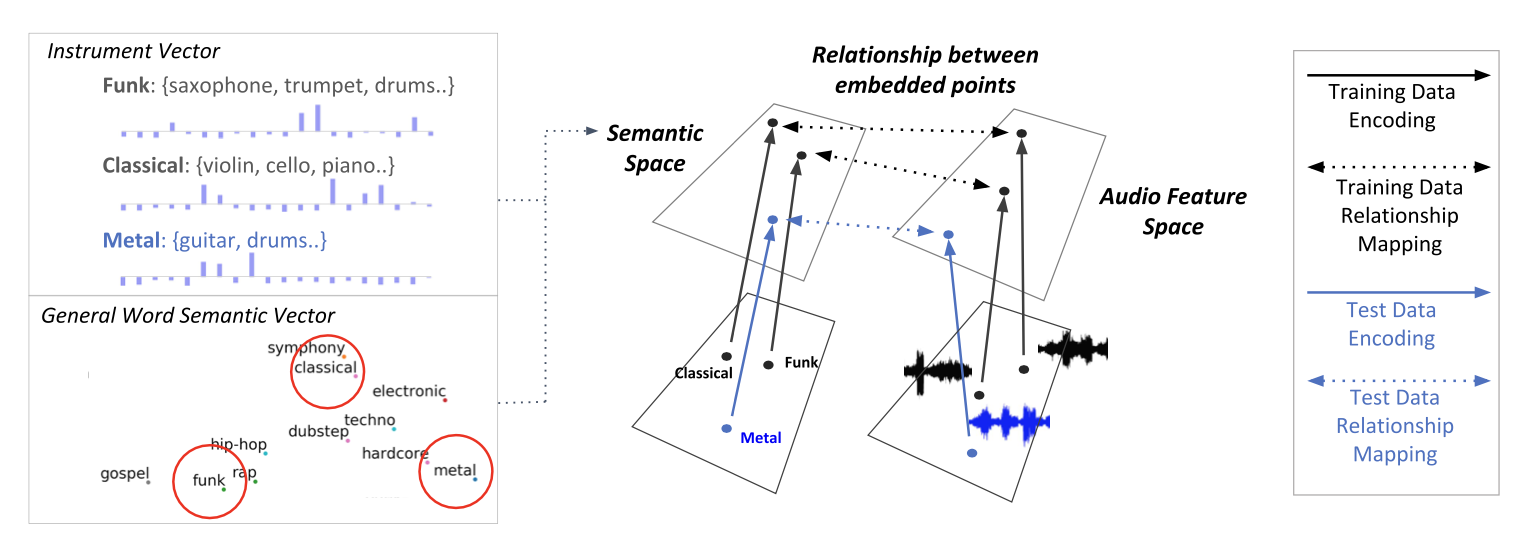 Instrument Vector
Funk: {saxophone, trumpet, drums..}
Classical: {violin, cello, piano..}
Metal: {guitar, drums..}
General Word Semantic Vector
symphony
classical
electronic
techno
dubstep
hip-hop
hardcore
gospel
funk
rap
metal
Semantic
Space
Relationship between
embedded points
Audio Feature
Space
Classical
Funk
Metal
Training Data
Encoding
Training Data
Relationship
Mapping
Test Data
Encoding
Test Data
Relationship
Mapping